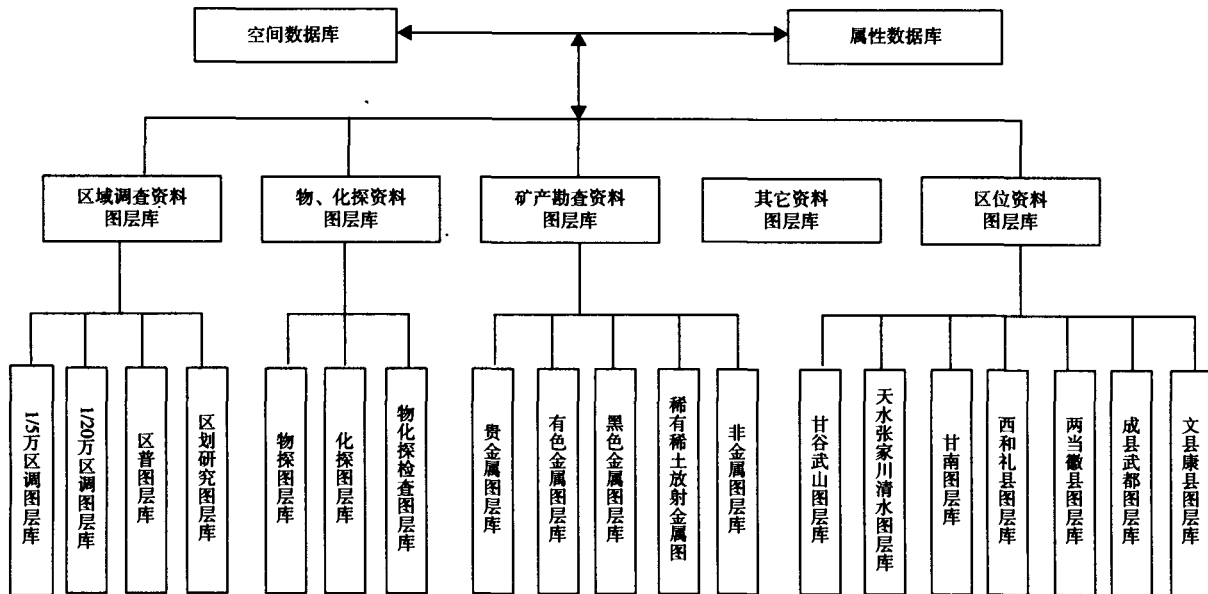 空间数据库
属性数据库
区域调查资料
图层库
物、化探资料
图层库
矿产勘查资料
图层库
其它资料
图层库
区位资料
图层库
1/5万区调图层库
1/20万区调图层库
区普图层库
区划研究图层库
物探图层库
化探图层库
物化探检查图层库
贵金属图层库
有色金属图层库
黑色金属图层库
稀有稀土放射金属图
非金属图层库
甘谷武山图层库
天水张家川清水图层库
甘南图层库
西和礼县图层库
两当徽县图层库
成县武都图层库
文县康县图层库